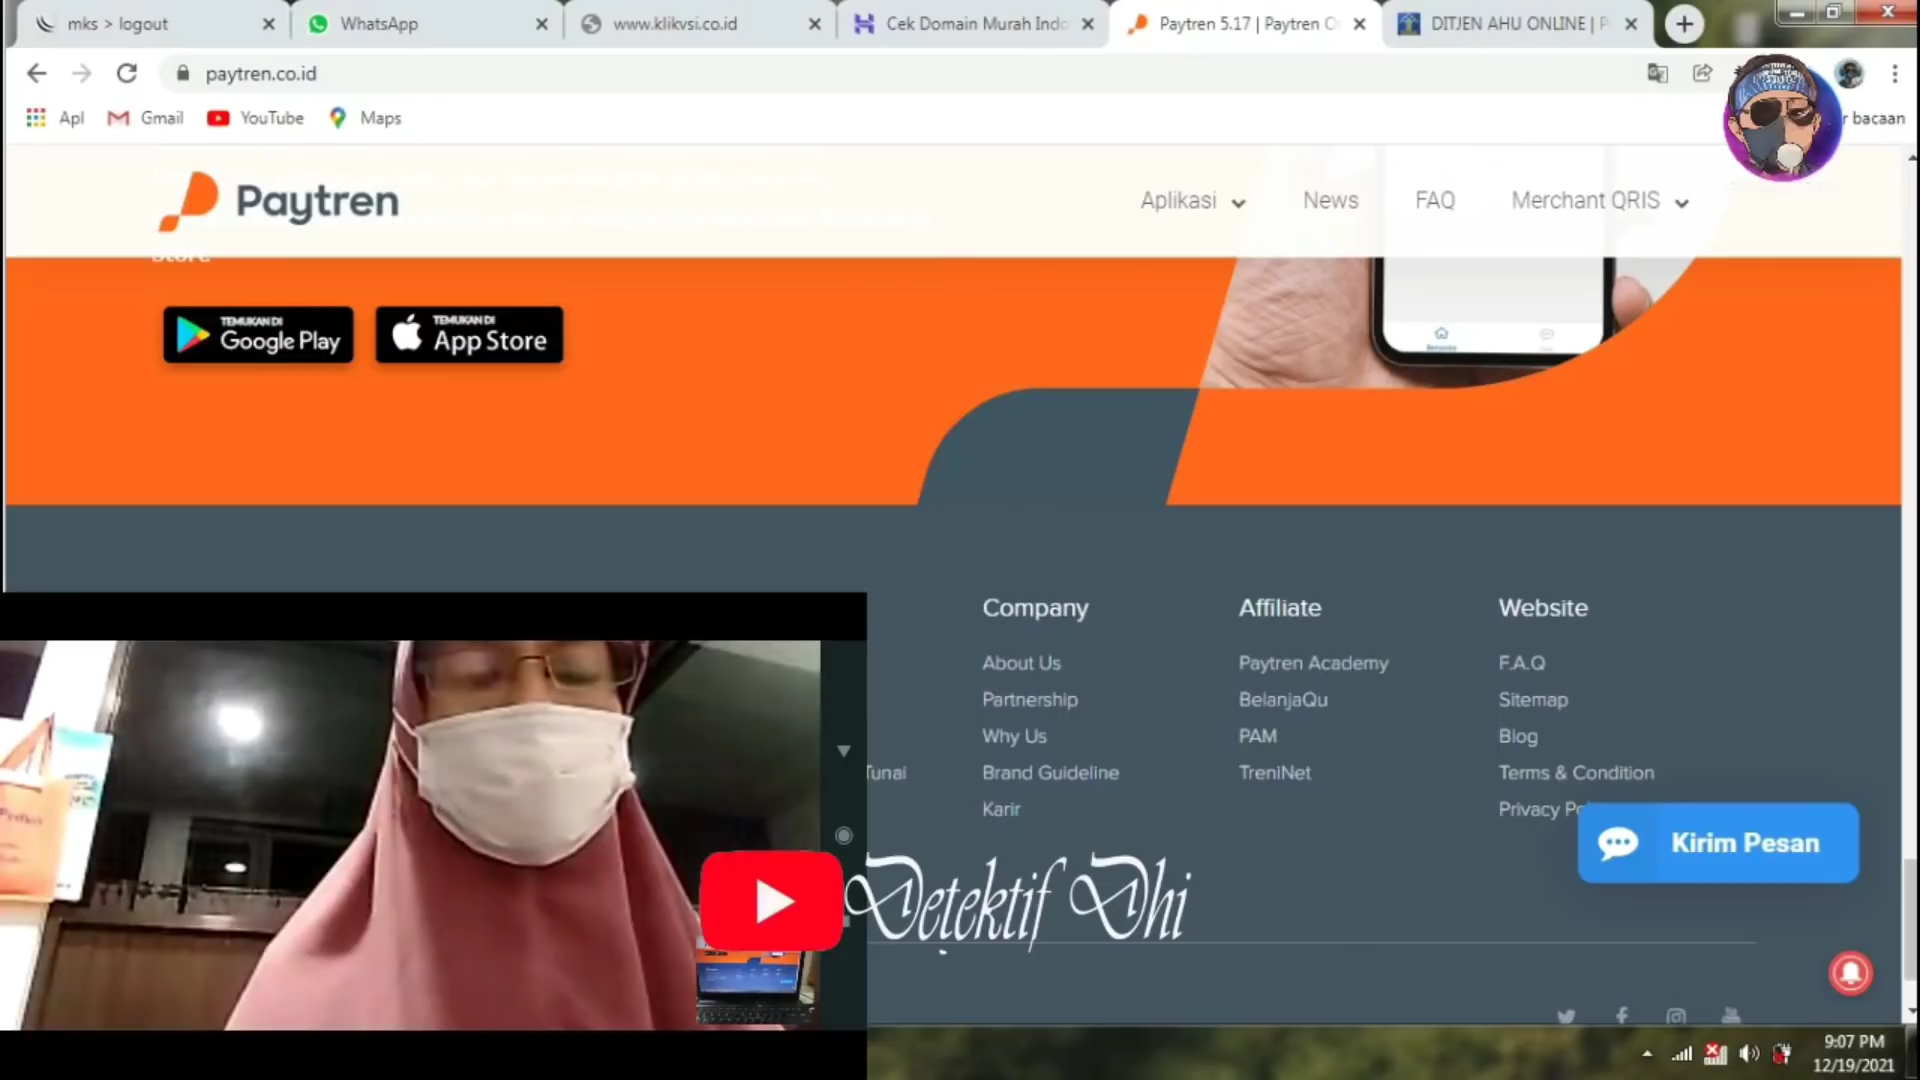 mks > logout
WhatsApp
www.klikvsi.co.id
Cek Domain Murah Indo
Paytren 5.17 | Paytren O
DITJEN AHU ONLINE | P
paytren.co.id
Apl
Gmail
YouTube
Maps
r bacaan
Paytren
Aplikasi
News
FAQ
Merchant QRIS
Store
TEMUKAN DI
Google Play
TEMUKAN DI
App Store
Company
Affiliate
Website
About Us
Paytren Academy
F.A.Q
Partnership
BelanjaQu
Sitemap
Why Us
PAM
Blog
Tunai
Brand Guideline
TreniNet
Terms & Condition
Karir
Privacy Po
Kirim Pesan
Detektif Dhi
9:07 PM
12/19/2021